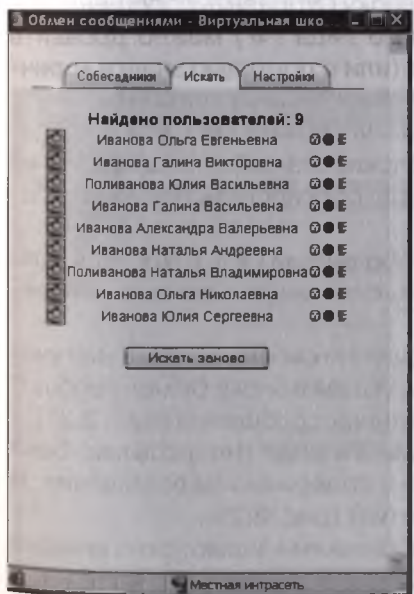 Обмен сообщениями - Виртуальная шко...
Собеседники Искать Настройки
Найдено пользователей: 9
Иванова Ольга Евгеньевна
Иванова Галина Викторовна
Поливанова Юлия Васильевна
Иванова Галина Васильевна
Иванова Александра Валерьевна
Иванова Наталья Андреевна
Поливанова Наталья Владимировна
Иванова Ольга Николаевна
Иванова Юлия Сергеевна
Искать заново
Местная интрасеть